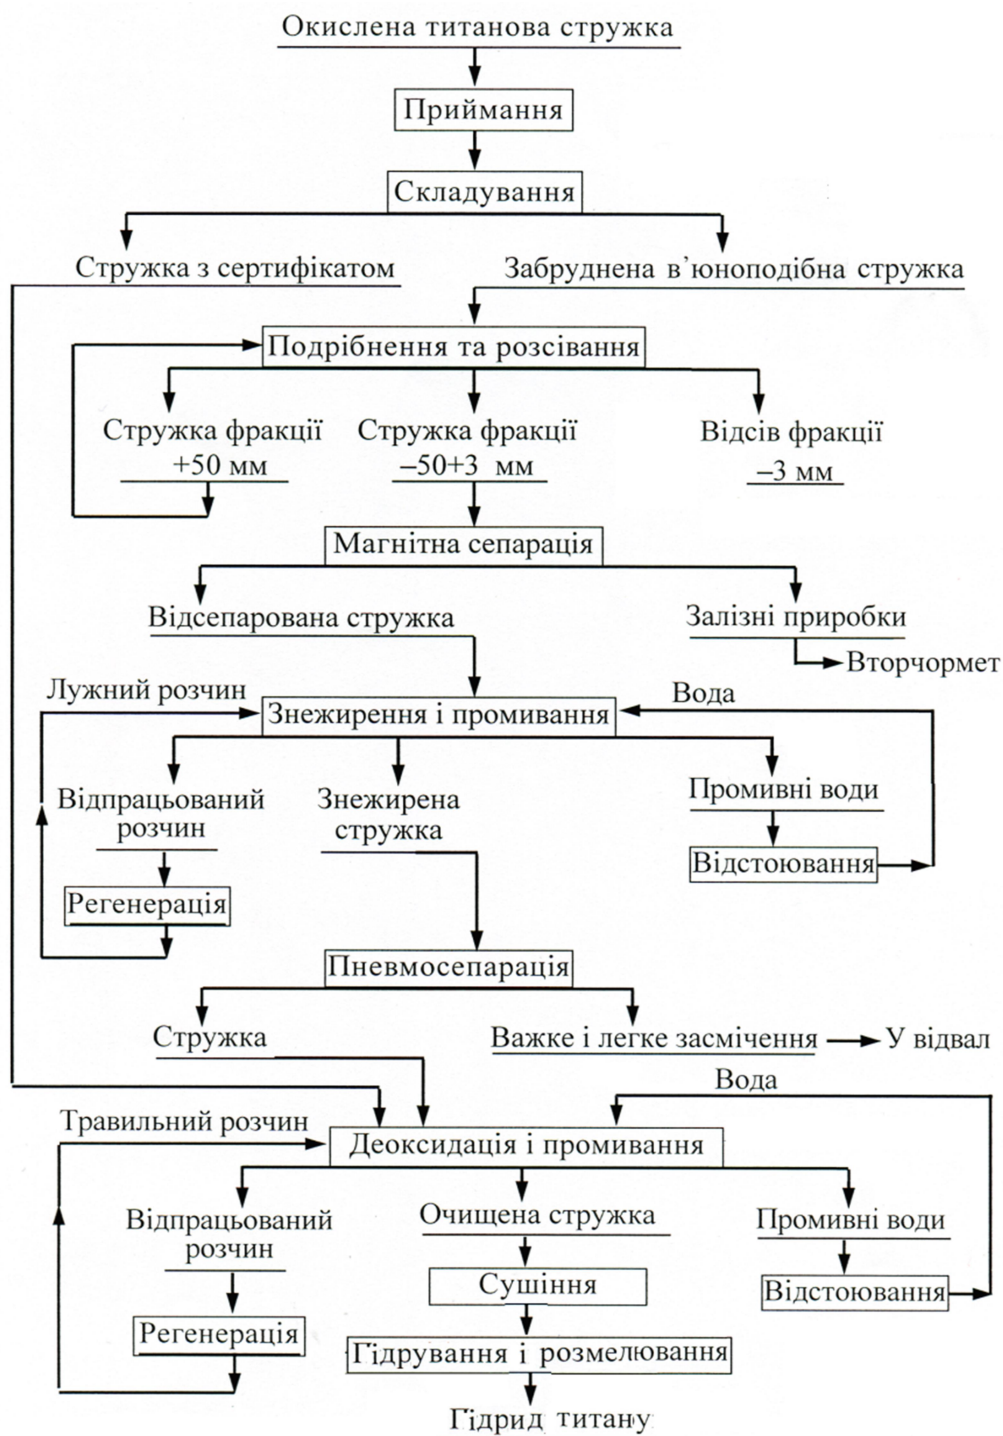 Окислена титанова стружка
Приймання
Складування
Стружка з сертифікатом
Забруднена в’юноподібна стружка
Подрібнення та розсівання
Стружка фракції
+50 мм
Стружка фракції
–50+3 мм
Відсів фракції
–3 мм
Магнітна сепарація
Відсепарована стружка
Залізні приробки
Вторчормет
Лужний розчин
Вода
Знежирення і промивання
Відпрацьований
розчин
Знежирена
стружка
Промивні води
Відстоювання
Регенерація
Пневмосепарація
Стружка
Важке і легке засмічення
У відвал
Вода
Травильний розчин
Деоксидація і промивання
Відпрацьований
розчин
Очищена стружка
Промивні води
Сушіння
Відстоювання
Регенерація
Гідрування і розмелювання
Гідрид титану